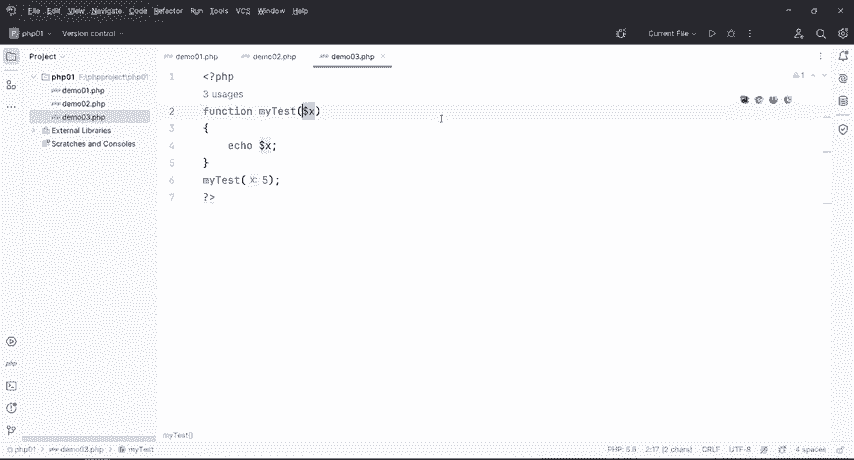 File Edit View Navigate Code Refactor Run Tools VCS Window Help
P php01 Version control Current File
Project demo01.php demo02.php demo03.php
php01 F:\phpproject\php01
demo01.php
demo02.php
demo03.php
External Libraries
Scratches and Consoles
1 <?php
3 usages
2 function myTest($x)
3 {
4 echo $x;
5 }
6 myTest( x: 5);
7 ?>
1
php
myTest()
php01 > demo03.php > myTest PHP: 5.6 2:17 (2 chars) CRLF UTF-8 4 spaces